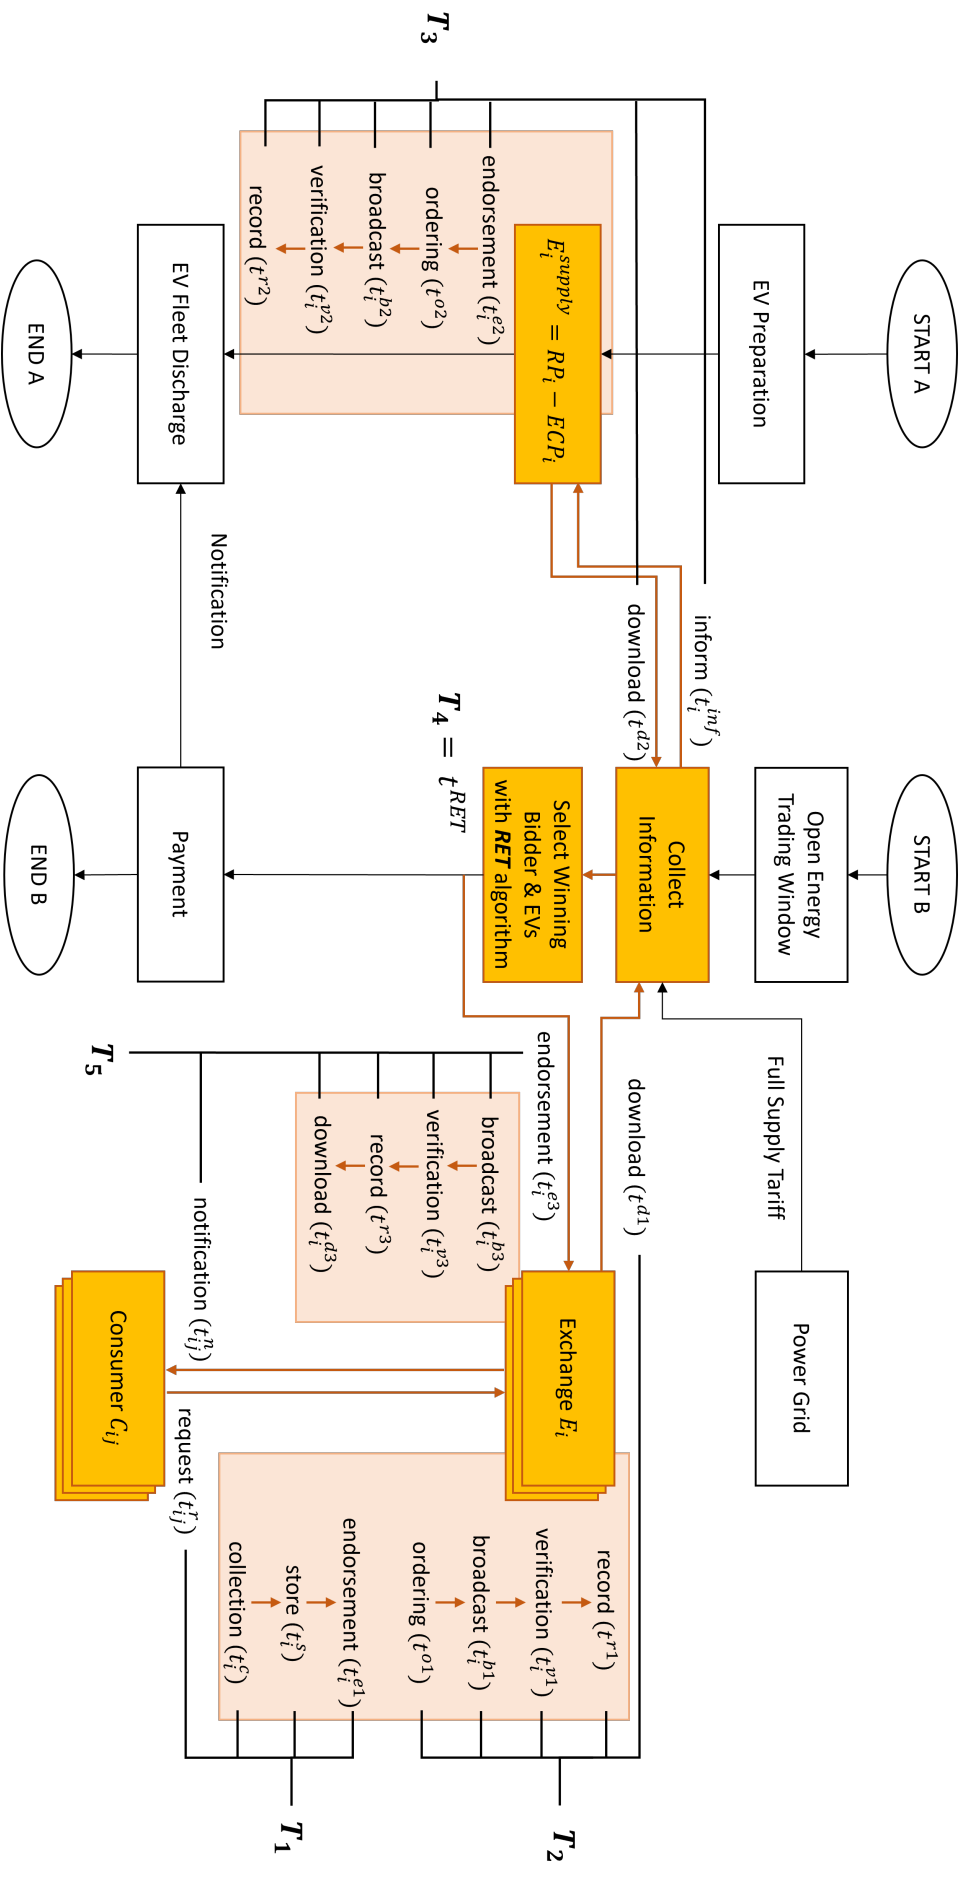 START A
EV Preparation
E_i^{supply} = RP_i − ECP_i
endorsement (t_i^{e2})
ordering (t^{o2})
broadcast (t_i^{b2})
verification (t_i^{v2})
record (t^{r2})
T_3
EV Fleet Discharge
END A
inform (t_i^{inf})
download (t^{d2})
Notification
START B
Open Energy
Trading Window
Collect
Information
Select Winning
Bidder & EVs
with RET algorithm
T_4 = t^{RET}
Payment
END B
Full Supply Tariff
Power Grid
download (t^{d1})
endorsement (t_i^{e3})
broadcast (t_i^{b3})
verification (t_i^{v3})
record (t^{r3})
download (t_i^{d3})
T_5
notification (t_{ij}^n)
Exchange E_i
Consumer C_{ij}
request (t_{ij}^r)
record (t^{r1})
verification (t_i^{v1})
broadcast (t_i^{b1})
ordering (t^{o1})
endorsement (t_i^{e1})
store (t_i^s)
collection (t_i^c)
T_2
T_1